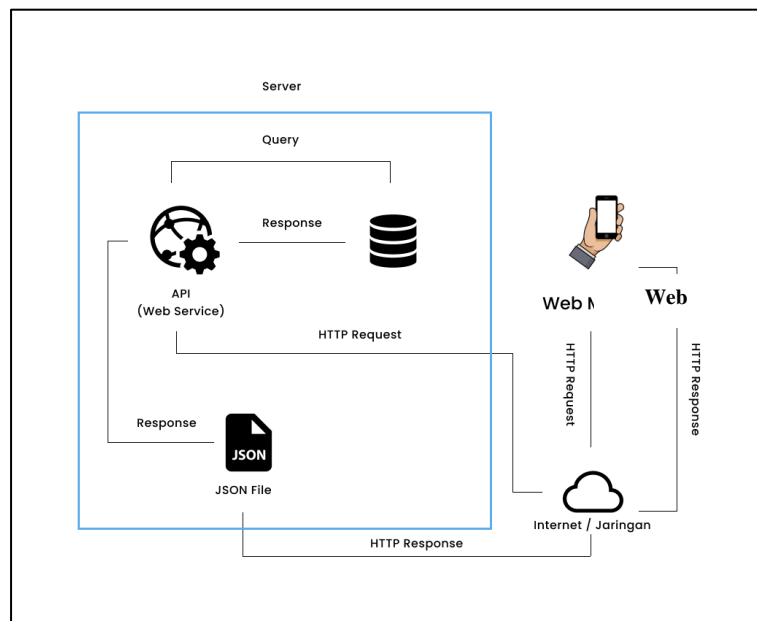 Server
Query
Response
API
(Web Service)
Web M
Web
HTTP Request
HTTP Request
HTTP Response
Response
JSON
JSON File
Internet / Jaringan
HTTP Response